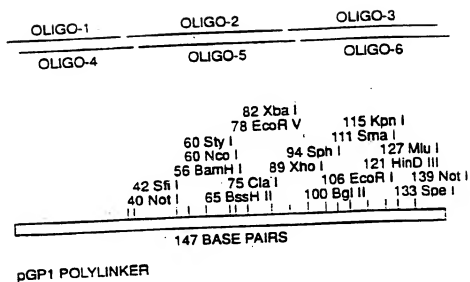 OLIGO-1 OLIGO-2 OLIGO-3
OLIGO-4 OLIGO-5 OLIGO-6
82 Xba I
78 EcoR V 115 Kpn I
60 Sty 111 Sma I
60 Nco 94 Sph 127 Mlu I
56 BamH I 89 Xho 121 HinD III
42 Sfi 75 Cla 106 EcoR 139 Not I
40 Not 65 BssH II 100 Bgl II 133 Spe I
147 BASE PAIRS
pGP1 POLYLINKER